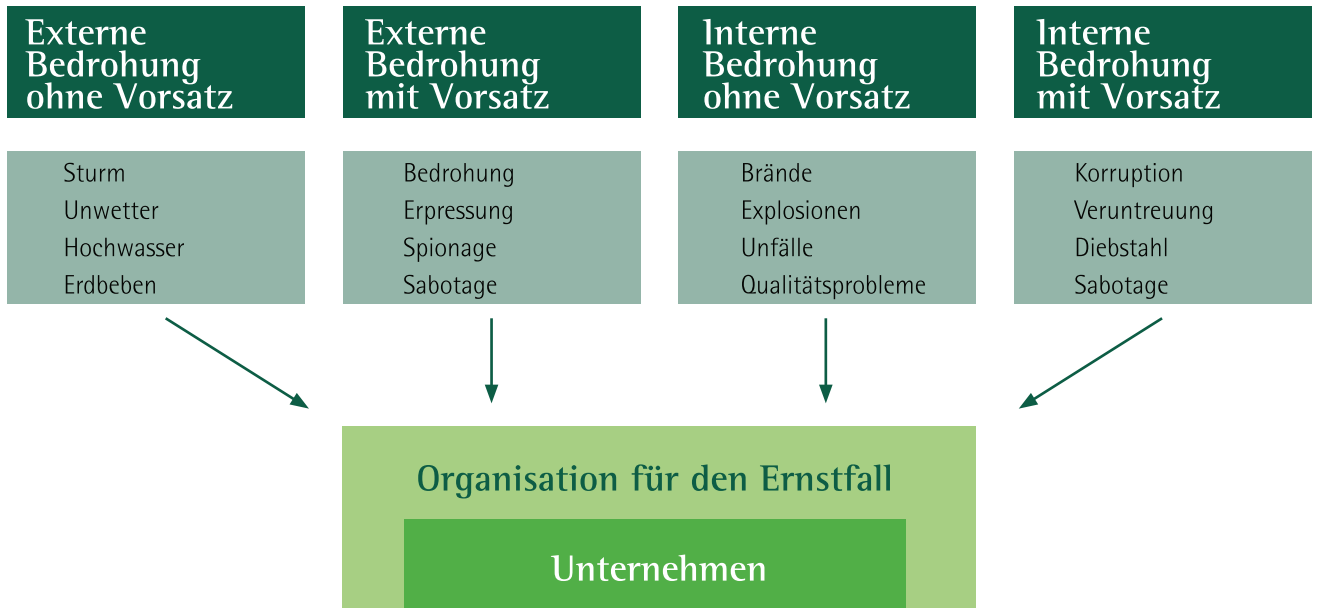 Externe
Bedrohung
ohne Vorsatz
Sturm
Unwetter
Hochwasser
Erdbeben
Externe
Bedrohung
mit Vorsatz
Bedrohung
Erpressung
Spionage
Sabotage
Interne
Bedrohung
ohne Vorsatz
Brände
Explosionen
Unfälle
Qualitätsprobleme
Interne
Bedrohung
mit Vorsatz
Korruption
Veruntreuung
Diebstahl
Sabotage
Organisation für den Ernstfall
Unternehmen